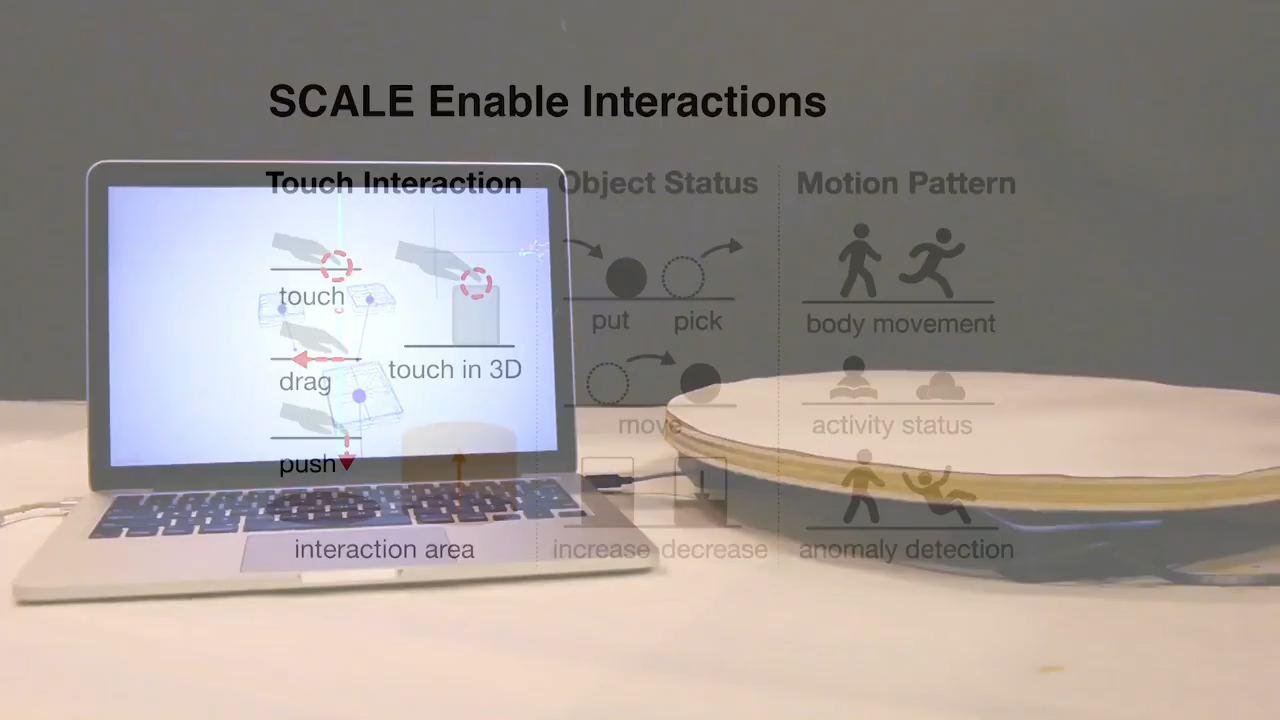 SCALE Enable Interactions
Touch Interaction
touch
touch in 3D
drag
push
interaction area
Object Status
put pick
move
increase decrease
Motion Pattern
body movement
activity status
anomaly detection